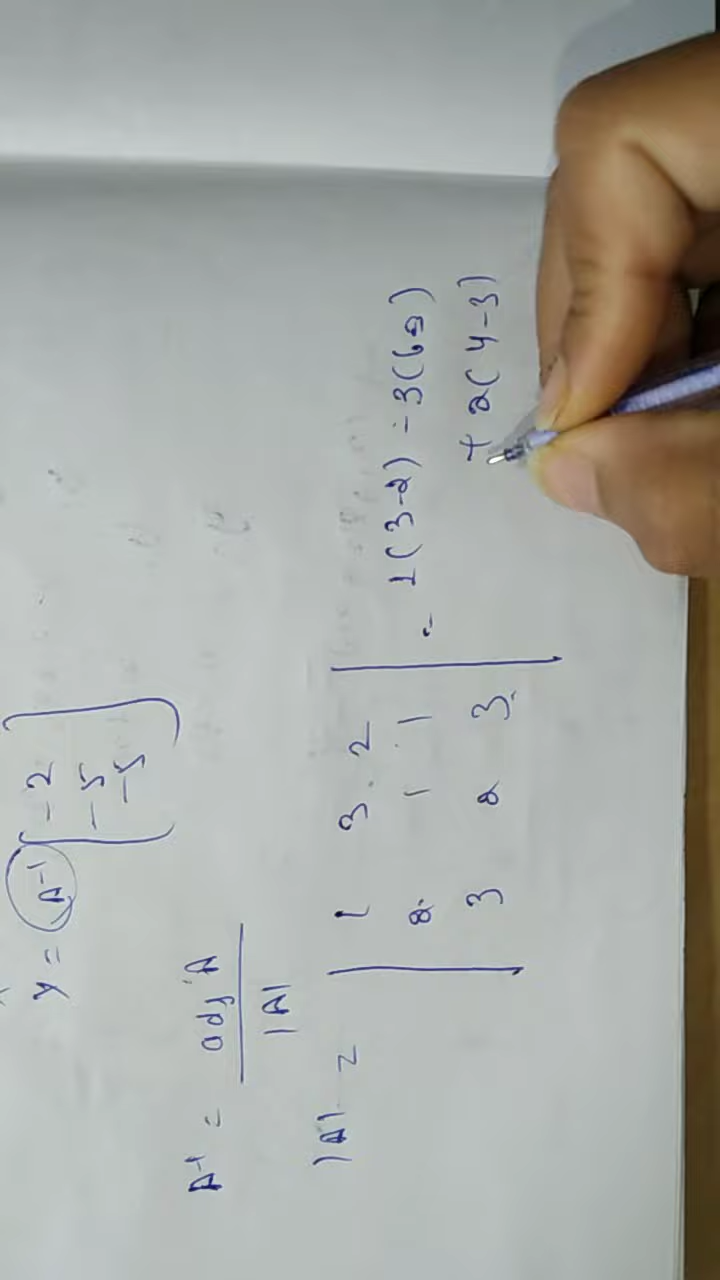 y = A⁻¹ [ -2
-5
-5 ]
A⁻¹ = adj A
|A|
|A| = | 1 3 2 | = 1(3-2) - 3(6-3)
2 1 1 + 2(4-3)
3 2 3